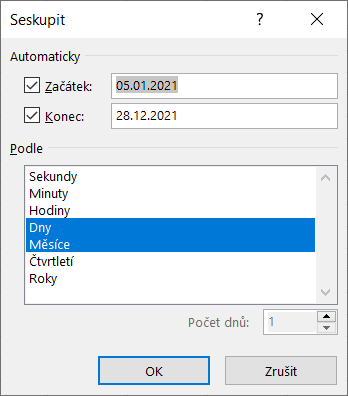 Seskupit
?
Automaticky
Začátek: 05.01.2021
Konec: 28.12.2021
Podle
Sekundy
Minuty
Hodiny
Dny
Měsíce
Čtvrtletí
Roky
Počet dnů: 1
OK Zrušit